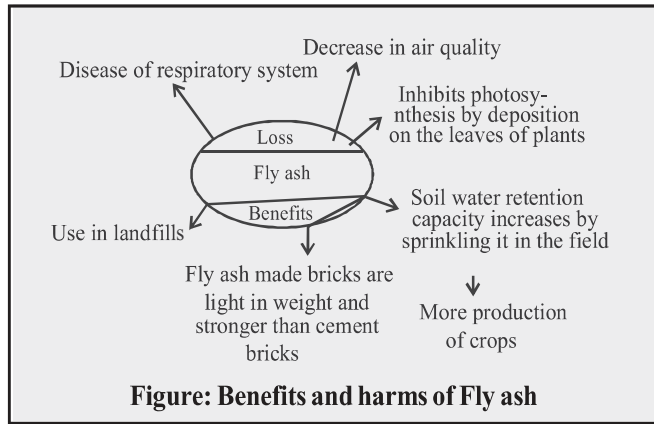 Decrease in air quality
Disease of respiratory system
Inhibits photosy-
nthesis by deposition
on the leaves of plants
Loss
Fly ash
Benefits
Soil water retention
capacity increases by
sprinkling it in the field
Use in landfills
Fly ash made bricks are
light in weight and
stronger than cement
bricks
More production
of crops
Figure: Benefits and harms of Fly ash